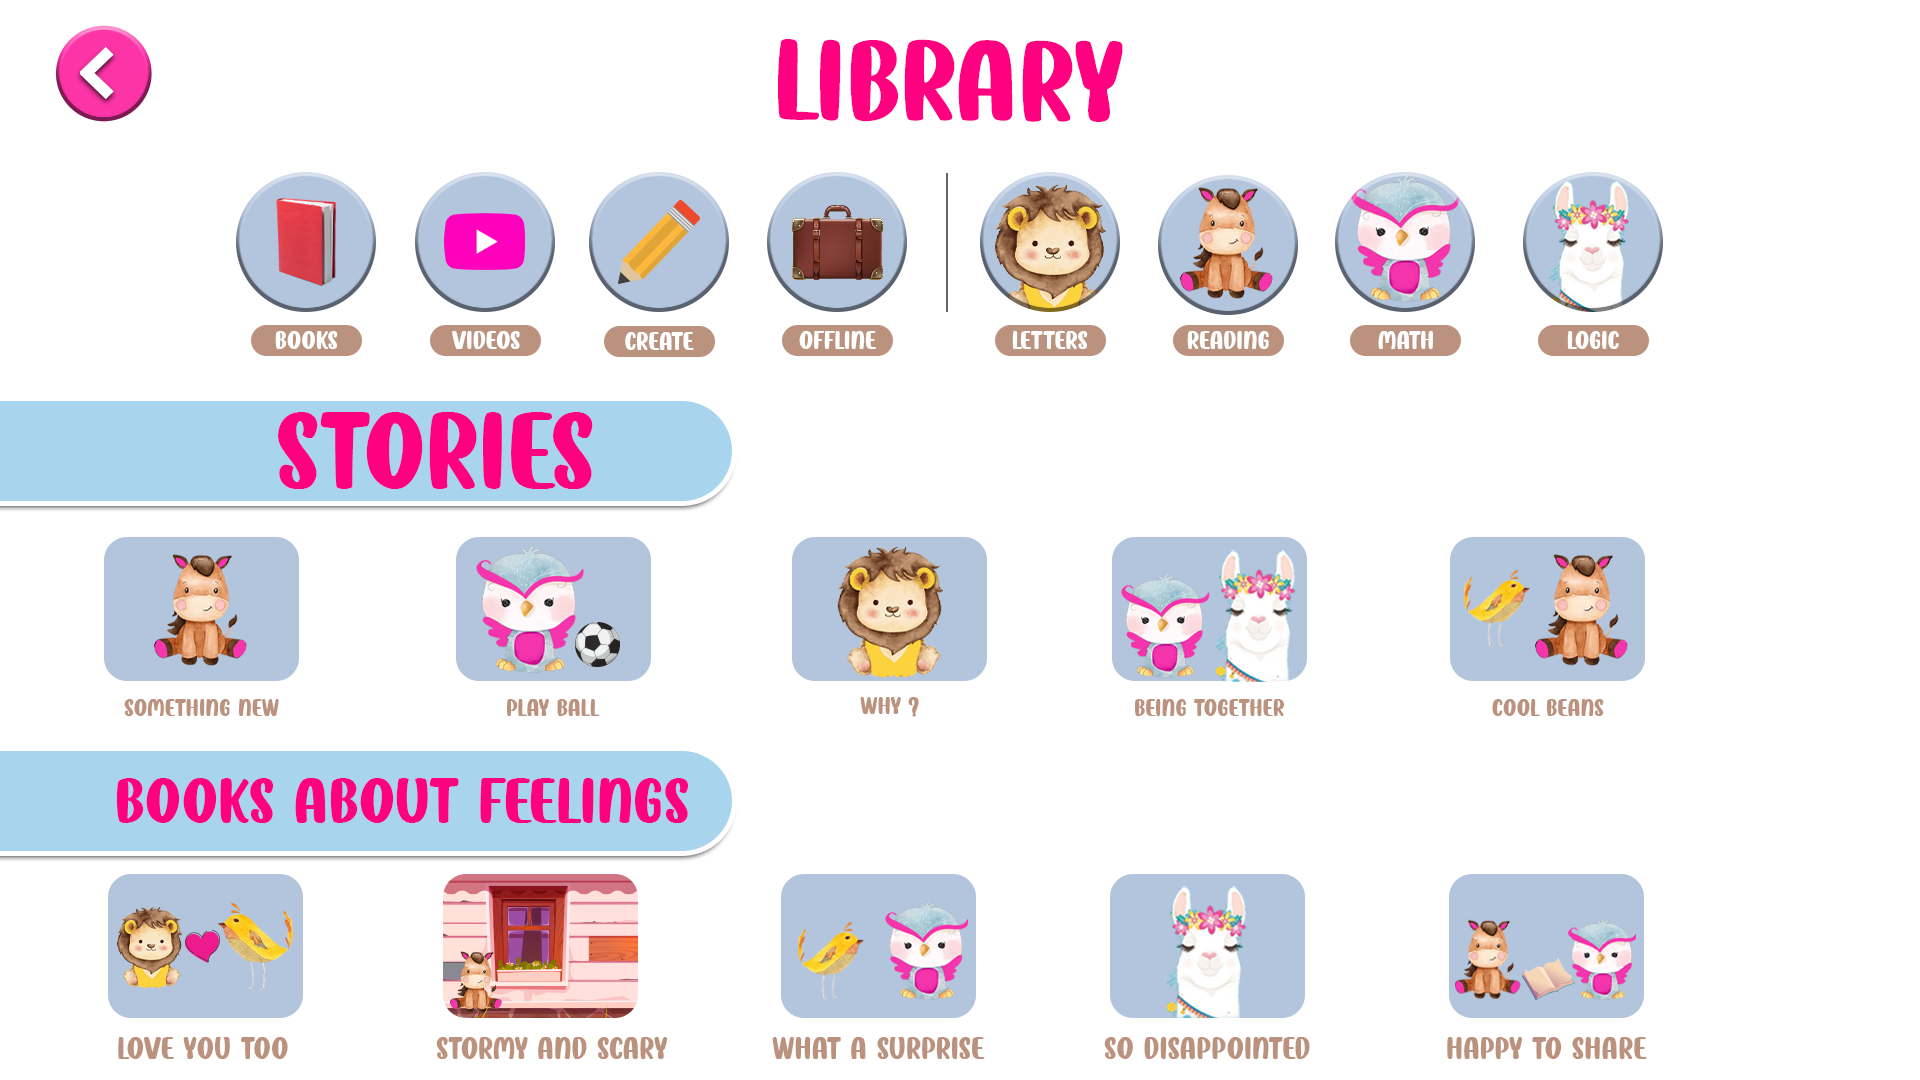 LIBRARY
BOOKS
VIDEOS
CREATE
OFFLINE
LETTERS
READING
MATH
LOGIC
STORIES
SOMETHING NEW
PLAY BALL
WHY ?
BEING TOGETHER
COOL BEANS
BOOKS ABOUT FEELINGS
LOVE YOU TOO
STORMY AND SCARY
WHAT A SURPRISE
SO DISAPPOINTED
HAPPY TO SHARE